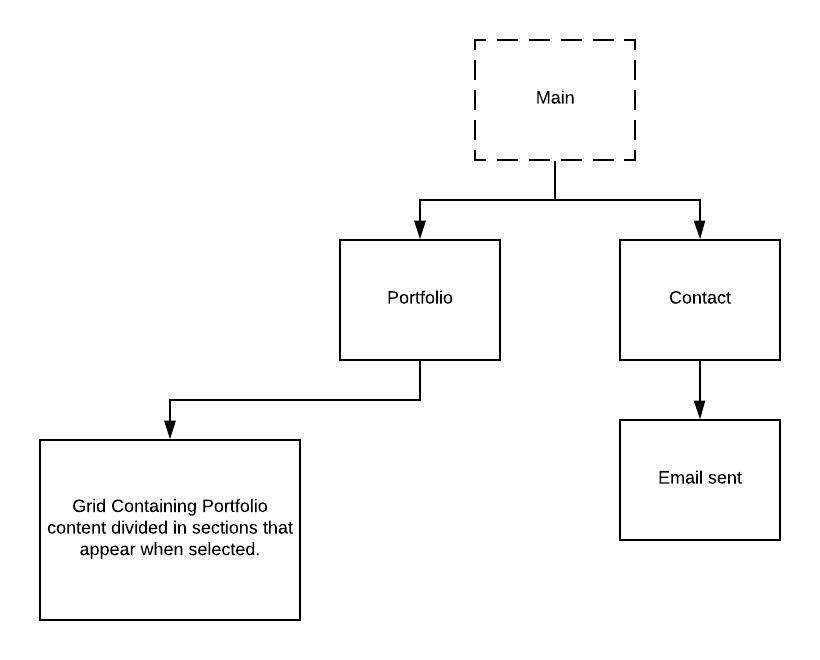 Main
Portfolio
Contact
Grid Containing Portfolio
content divided in sections that
appear when selected.
Email sent